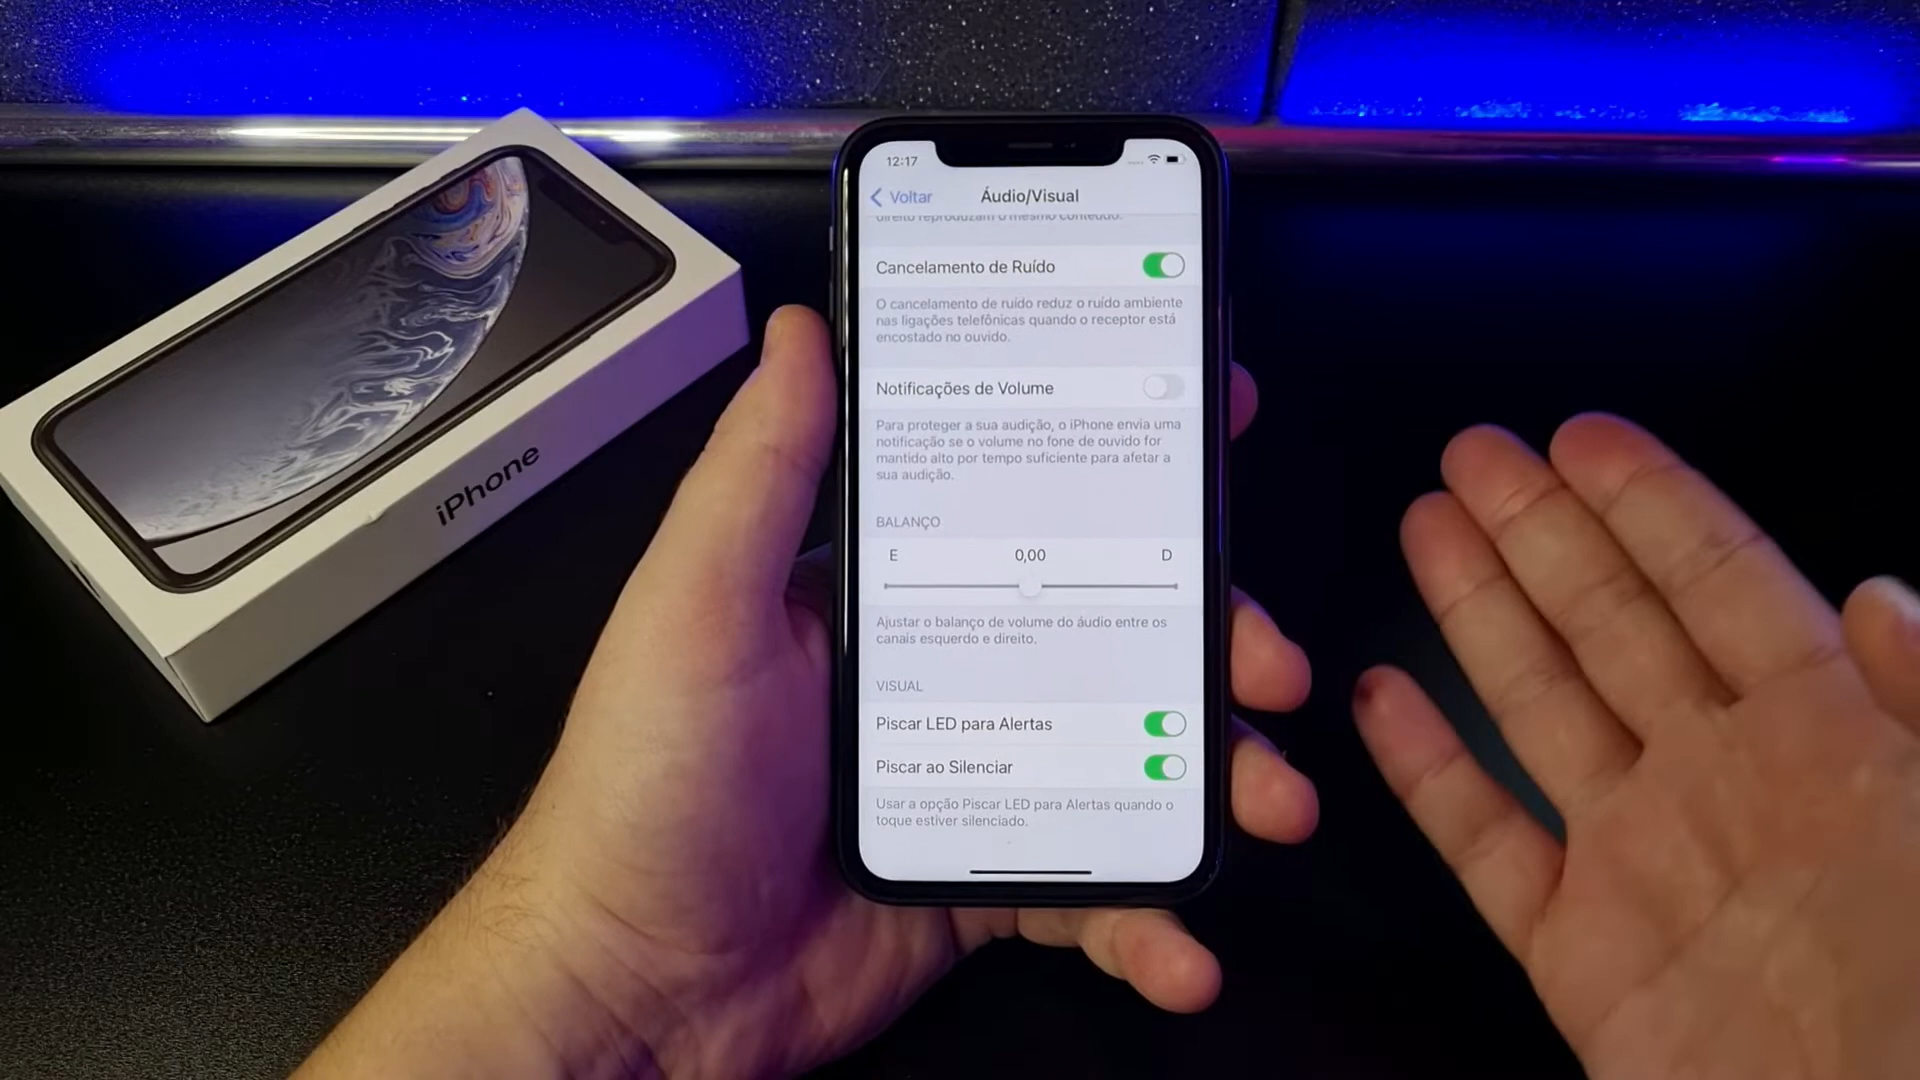 iPhone
12:17
Voltar
Áudio/Visual
direito reproduzam o mesmo conteúdo.
Cancelamento de Ruído
O cancelamento de ruído reduz o ruído ambiente
nas ligações telefônicas quando o receptor está
encostado no ouvido.
Notificações de Volume
Para proteger a sua audição, o iPhone envia uma
notificação se o volume no fone de ouvido for
mantido alto por tempo suficiente para afetar a
sua audição.
BALANÇO
E 0,00 D
Ajustar o balanço de volume do áudio entre os
canais esquerdo e direito.
VISUAL
Piscar LED para Alertas
Piscar ao Silenciar
Usar a opção Piscar LED para Alertas quando o
toque estiver silenciado.